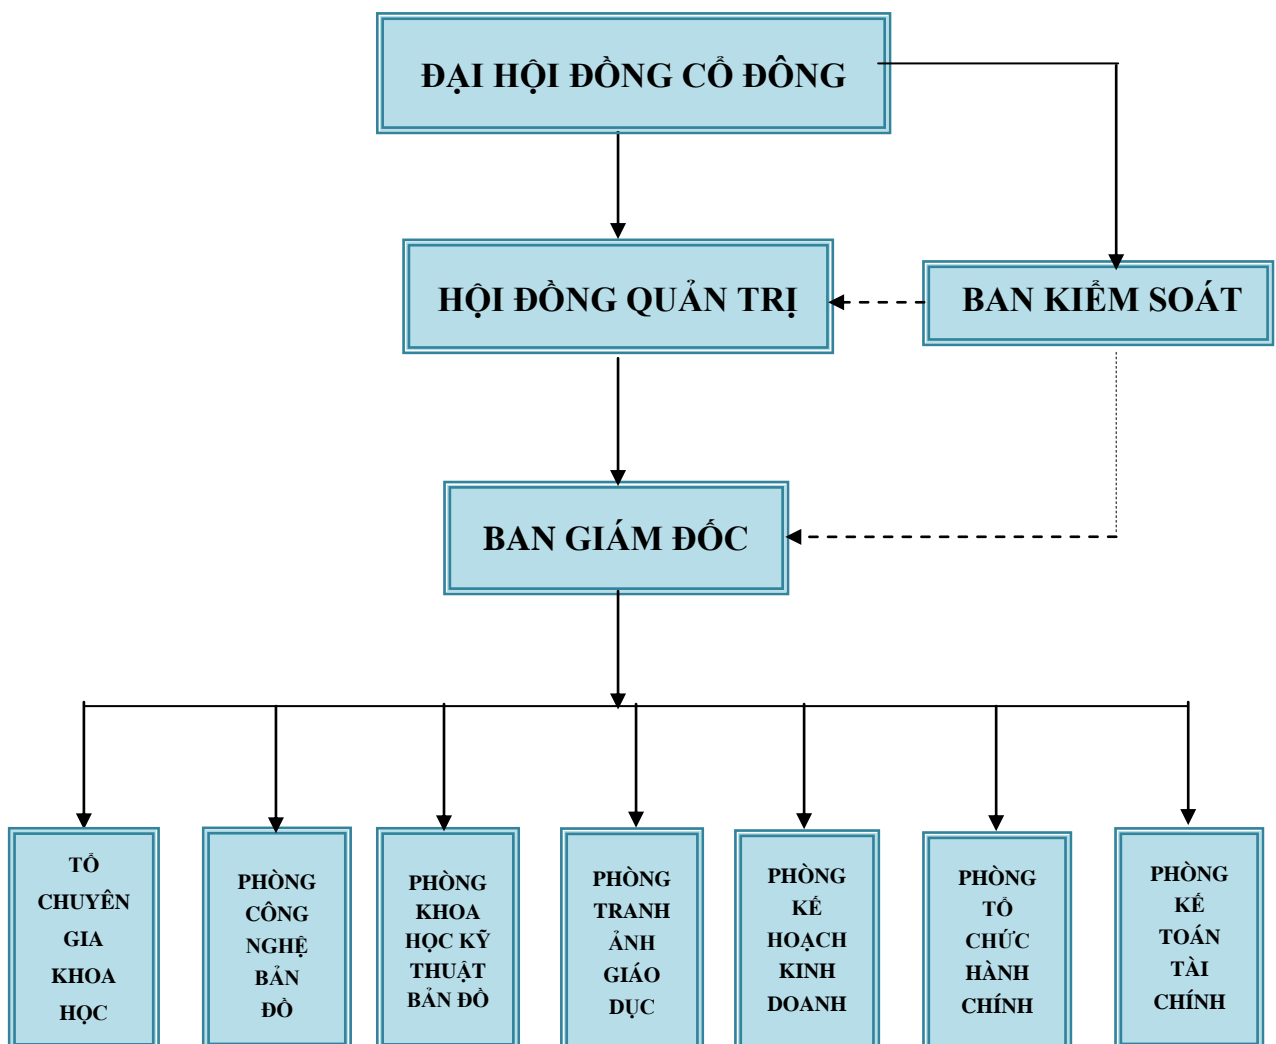 ĐẠI HỘI ĐỒNG CỔ ĐÔNG
HỘI ĐỒNG QUẢN TRỊ
BAN KIỂM SOÁT
BAN GIÁM ĐỐC
TỔ
CHUYÊN
GIA
KHOA
HỌC
PHÒNG
CÔNG
NGHỆ
BẢN
ĐỒ
PHÒNG
KHOA
HỌC KỸ
THUẬT
BẢN ĐỒ
PHÒNG
TRANH
ẢNH
GIÁO
DỤC
PHÒNG
KẾ
HOẠCH
KINH
DOANH
PHÒNG
TỔ
CHỨC
HÀNH
CHÍNH
PHÒNG
KẾ
TOÁN
TÀI
CHÍNH